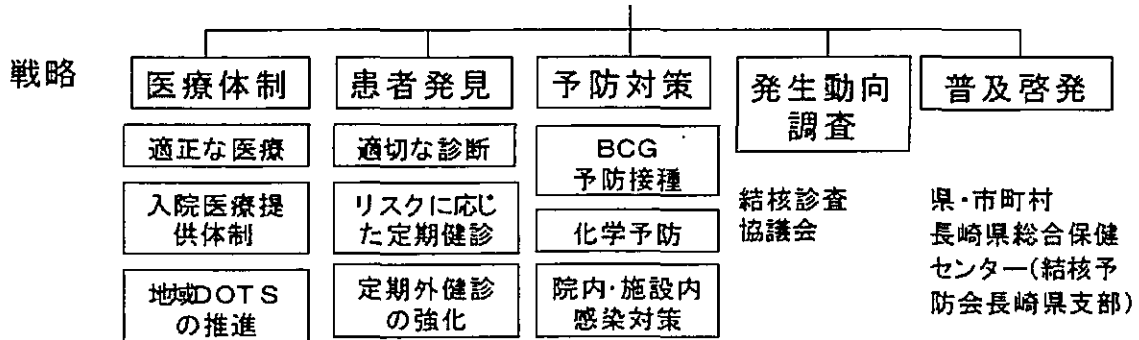 戦略
医療体制
適正な医療
入院医療提
供体制
地域DOTS
の推進
患者発見
適切な診断
リスクに応じ
た定期健診
定期外健診
の強化
予防対策
BCG
予防接種
化学予防
院内・施設内
感染対策
発生動向
調査
結核診査
協議会
普及啓発
県・市町村
長崎県総合保健
センター(結核予
防会長崎県支部)